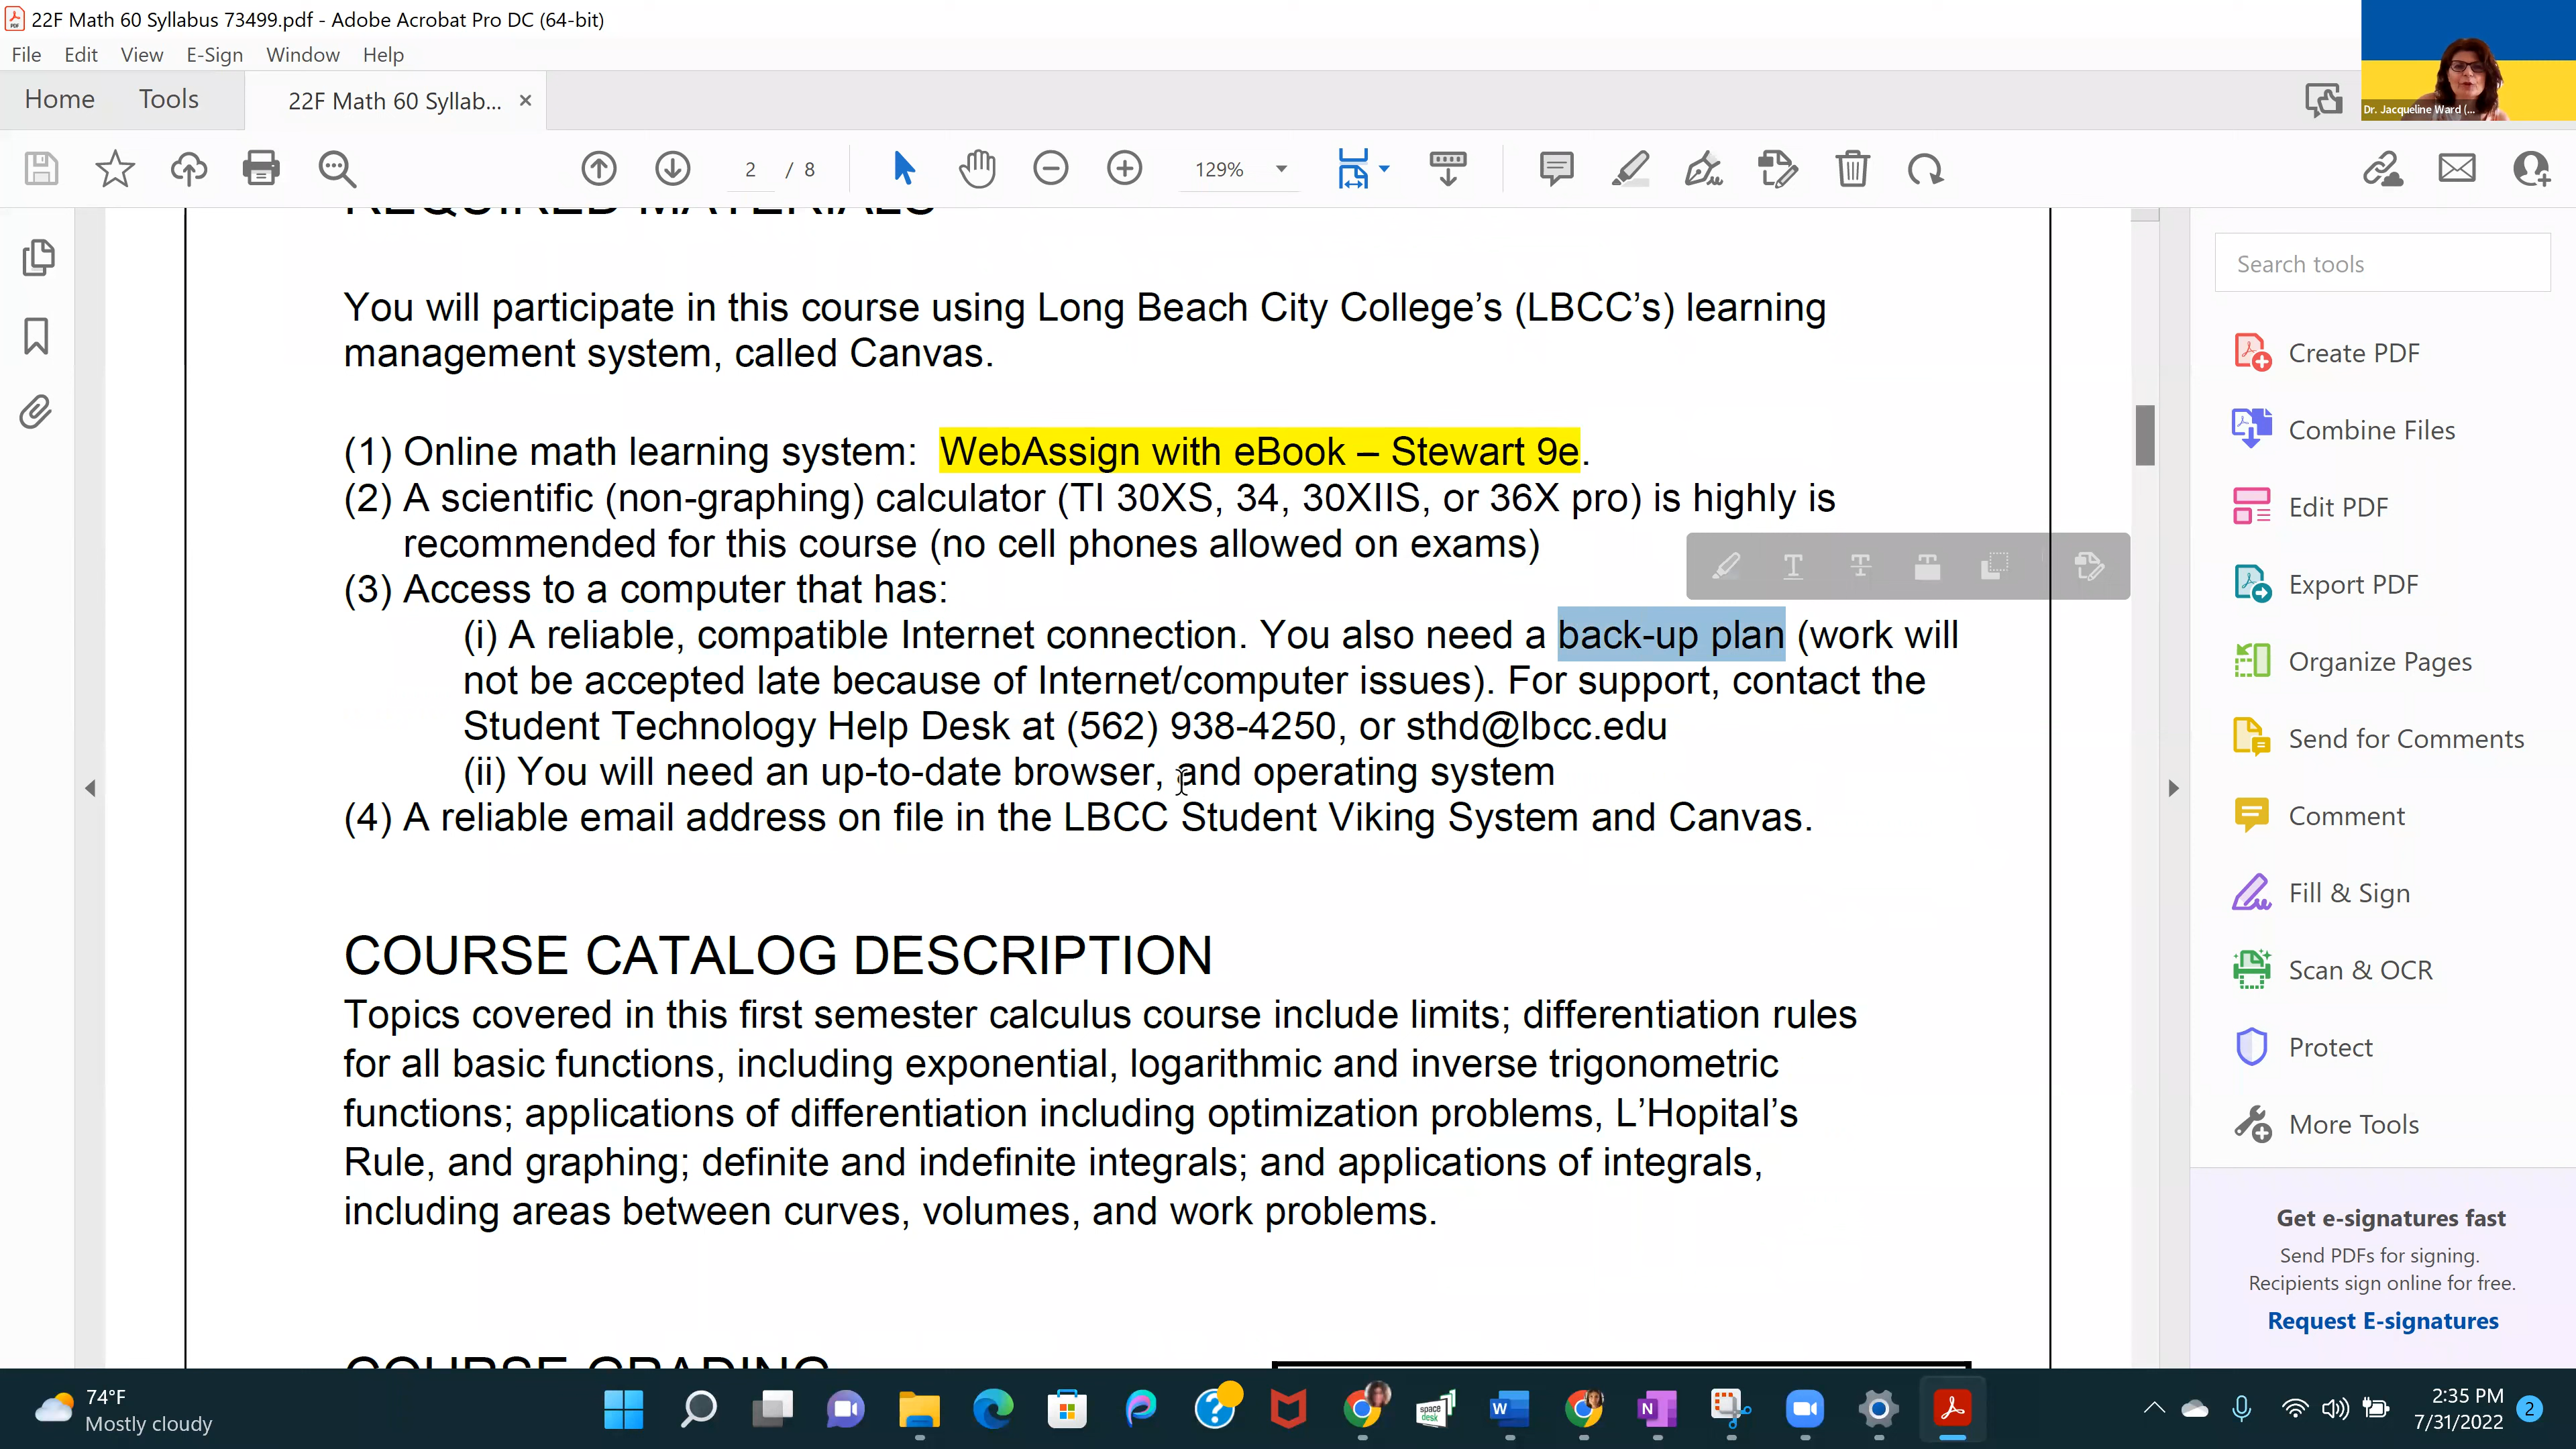 22F Math 60 Syllabus 73499.pdf - Adobe Acrobat Pro DC (64-bit)
File Edit View E-Sign Window Help
Home Tools 22F Math 60 Syllab... ×
Dr. Jacqueline Ward (...
2 / 8 129%
REQUIRED MATERIALS
You will participate in this course using Long Beach City College’s (LBCC’s) learning
management system, called Canvas.
(1) Online math learning system: WebAssign with eBook – Stewart 9e.
(2) A scientific (non-graphing) calculator (TI 30XS, 34, 30XIIS, or 36X pro) is highly is
recommended for this course (no cell phones allowed on exams)
(3) Access to a computer that has:
(i) A reliable, compatible Internet connection. You also need a back-up plan (work will
not be accepted late because of Internet/computer issues). For support, contact the
Student Technology Help Desk at (562) 938-4250, or sthd@lbcc.edu
(ii) You will need an up-to-date browser, and operating system
(4) A reliable email address on file in the LBCC Student Viking System and Canvas.
COURSE CATALOG DESCRIPTION
Topics covered in this first semester calculus course include limits; differentiation rules
for all basic functions, including exponential, logarithmic and inverse trigonometric
functions; applications of differentiation including optimization problems, L’Hopital’s
Rule, and graphing; definite and indefinite integrals; and applications of integrals,
including areas between curves, volumes, and work problems.
COURSE GRADING
Search tools
Create PDF
Combine Files
Edit PDF
Export PDF
Organize Pages
Send for Comments
Comment
Fill & Sign
Scan & OCR
Protect
More Tools
Get e-signatures fast
Send PDFs for signing.
Recipients sign online for free.
Request E-signatures
74°F
Mostly cloudy
space
desk
W
N
2:35 PM
7/31/2022
2